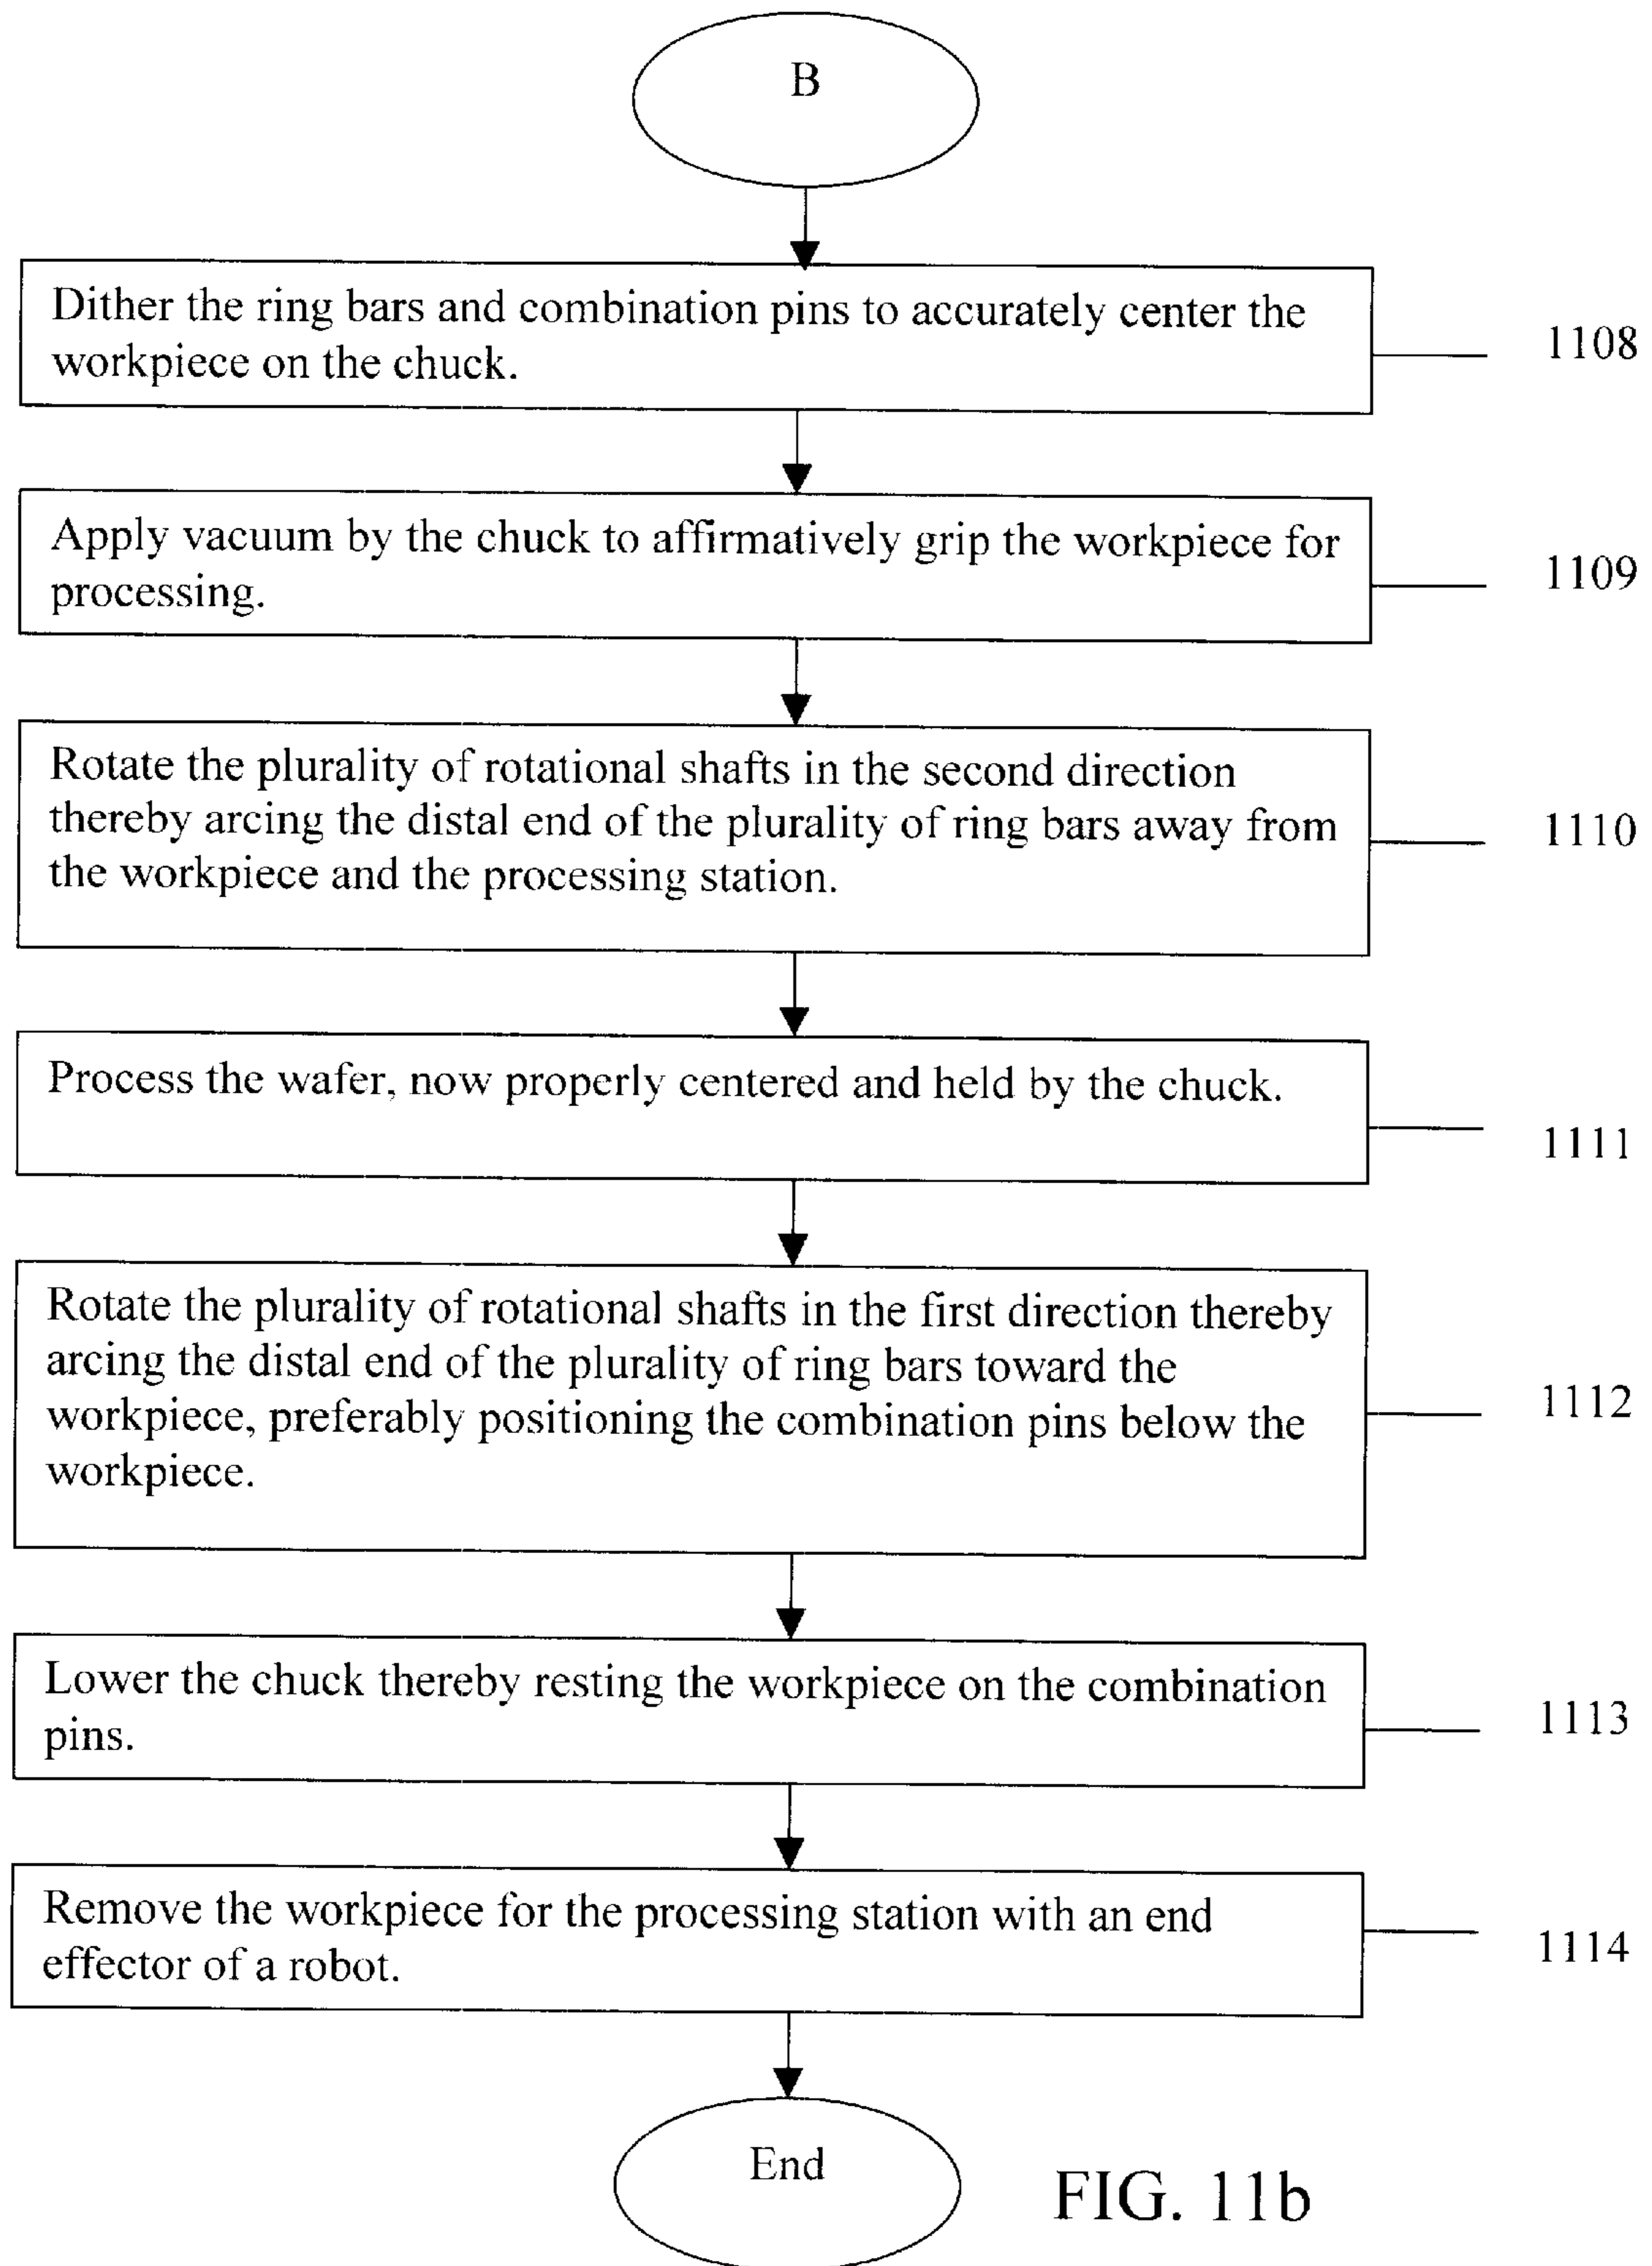 B
Dither the ring bars and combination pins to accurately center the
workpiece on the chuck.
1108
Apply vacuum by the chuck to affirmatively grip the workpiece for
processing.
1109
Rotate the plurality of rotational shafts in the second direction
thereby arcing the distal end of the plurality of ring bars away from
the workpiece and the processing station.
1110
Process the wafer, now properly centered and held by the chuck.
1111
Rotate the plurality of rotational shafts in the first direction thereby
arcing the distal end of the plurality of ring bars toward the
workpiece, preferably positioning the combination pins below the
workpiece.
1112
Lower the chuck thereby resting the workpiece on the combination
pins.
1113
Remove the workpiece for the processing station with an end
effector of a robot.
1114
End
FIG. 11b